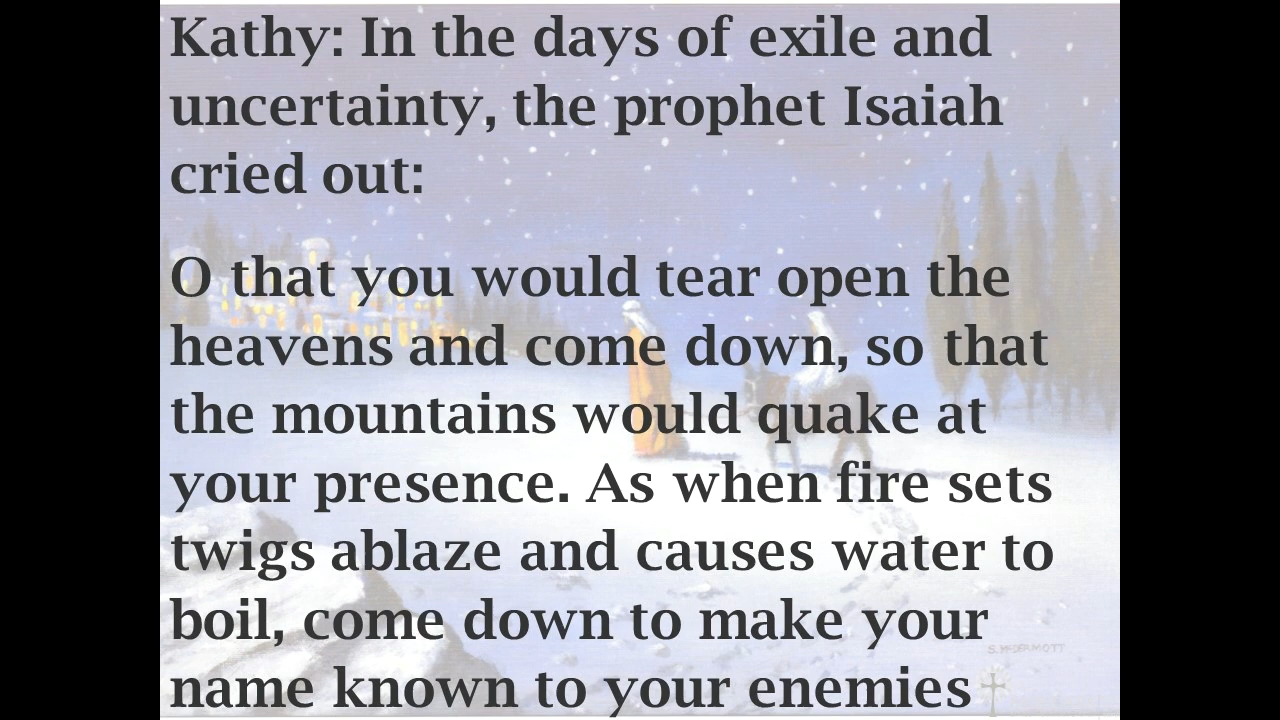 Kathy: In the days of exile and
uncertainty, the prophet Isaiah
cried out:
O that you would tear open the
heavens and come down, so that
the mountains would quake at
your presence. As when fire sets
twigs ablaze and causes water to
boil, come down to make your
name known to your enemies
S. McDERMOTT